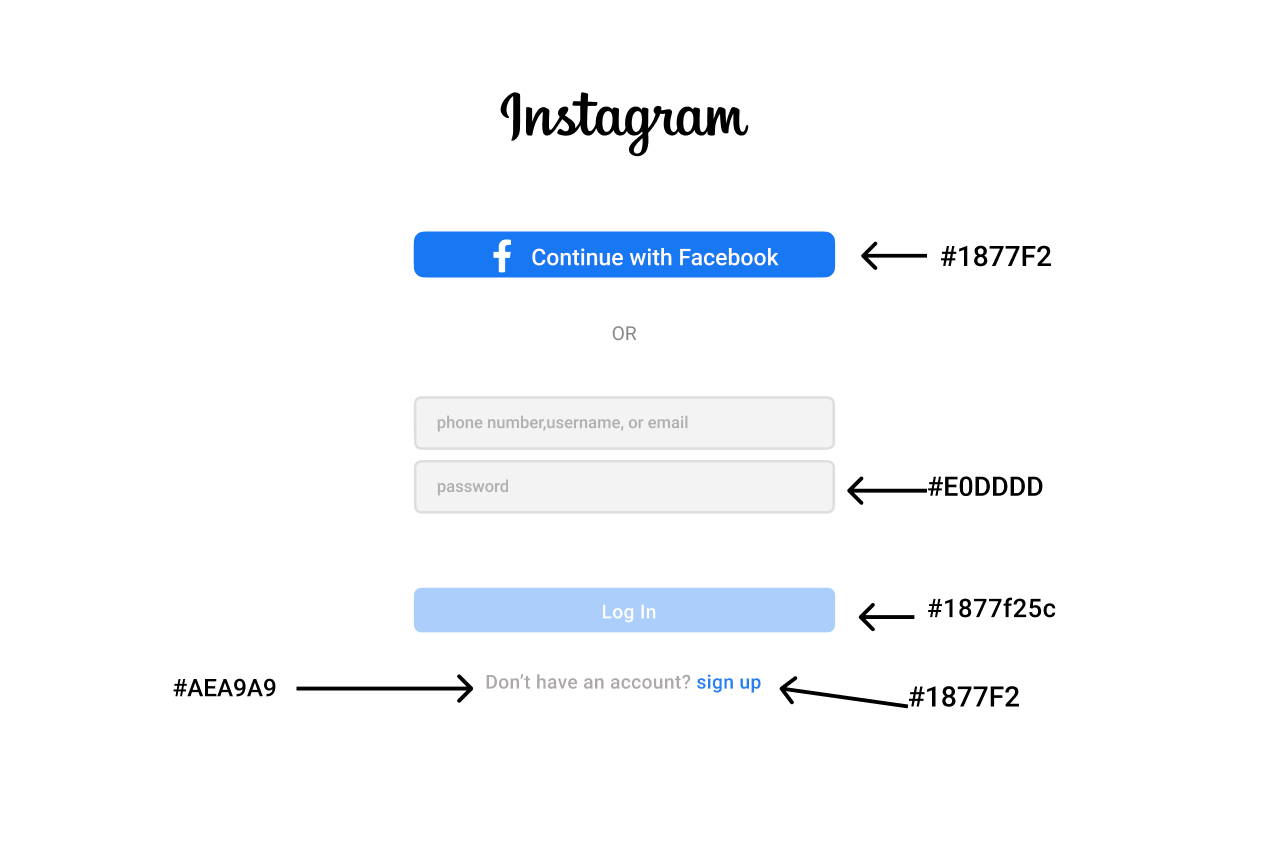 Instagram
Continue with Facebook
#1877F2
OR
phone number,username, or email
password
#E0DDDD
Log In
#1877f25c
#AEA9A9
Don’t have an account? sign up
#1877F2